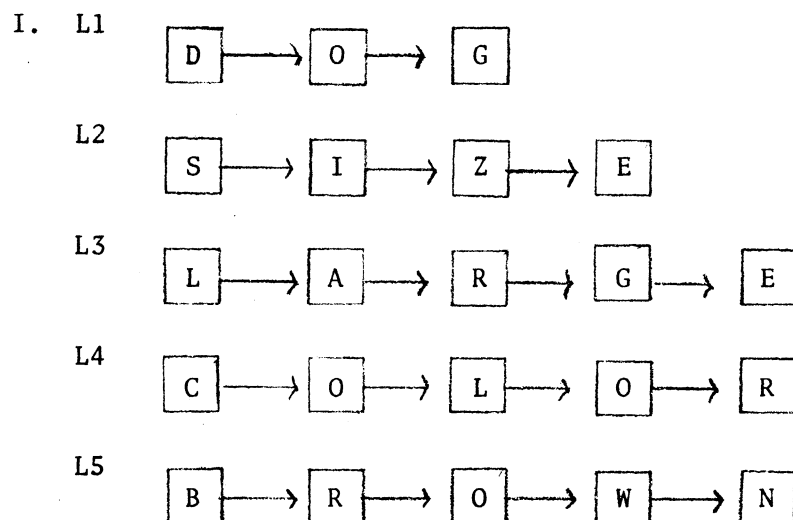 I. L1
D O G
L2
S I Z E
L3
L A R G E
L4
C O L O R
L5
B R O W N